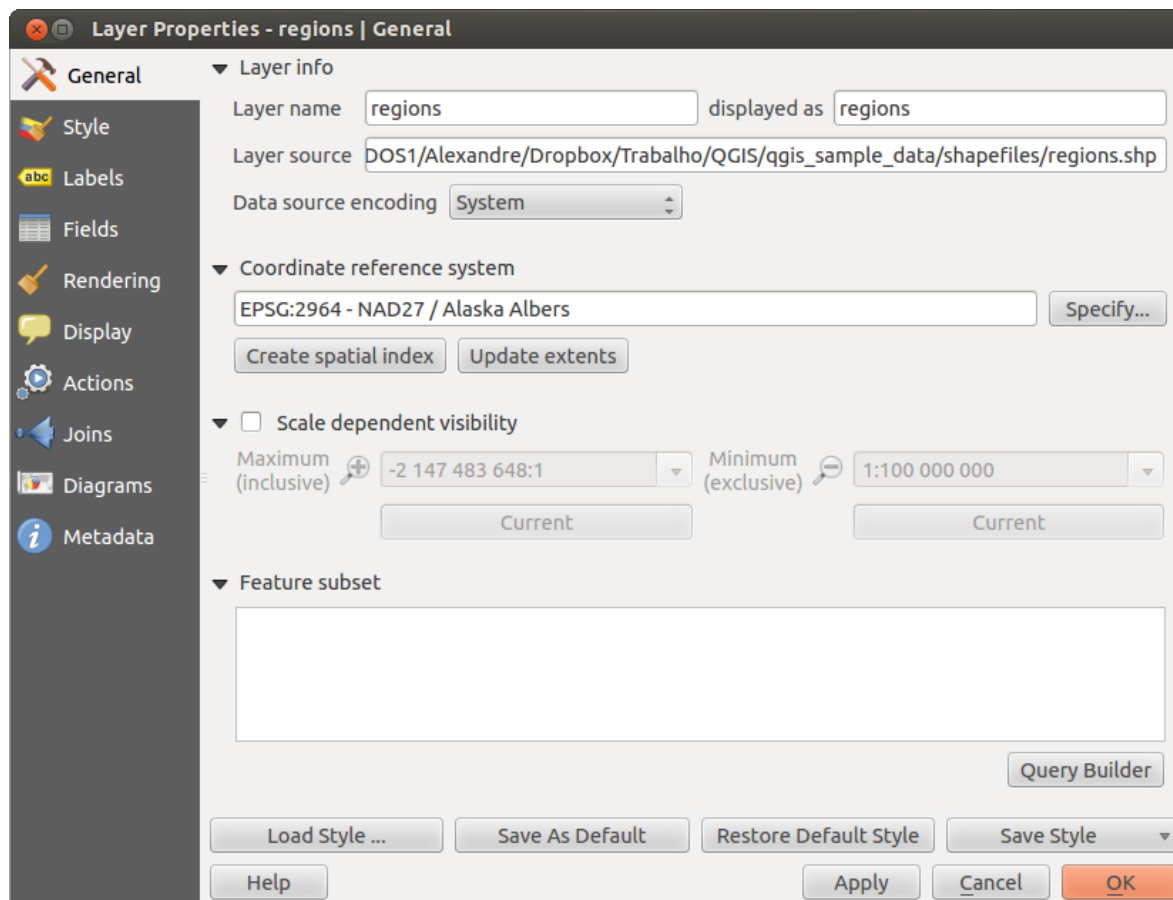 Layer Properties - regions | General
General
Style
abc Labels
Fields
Rendering
Display
Actions
Joins
Diagrams
i Metadata
Layer info
Layer name regions displayed as regions
Layer source DOS1/Alexandre/Dropbox/Trabalho/QGIS/qgis_sample_data/shapefiles/regions.shp
Data source encoding System
Coordinate reference system
EPSG:2964 - NAD27 / Alaska Albers Specify...
Create spatial index Update extents
Scale dependent visibility
Maximum (inclusive) -2 147 483 648:1 Minimum (exclusive) 1:100 000 000
Current Current
Feature subset
Query Builder
Load Style ... Save As Default Restore Default Style Save Style
Help Apply Cancel OK